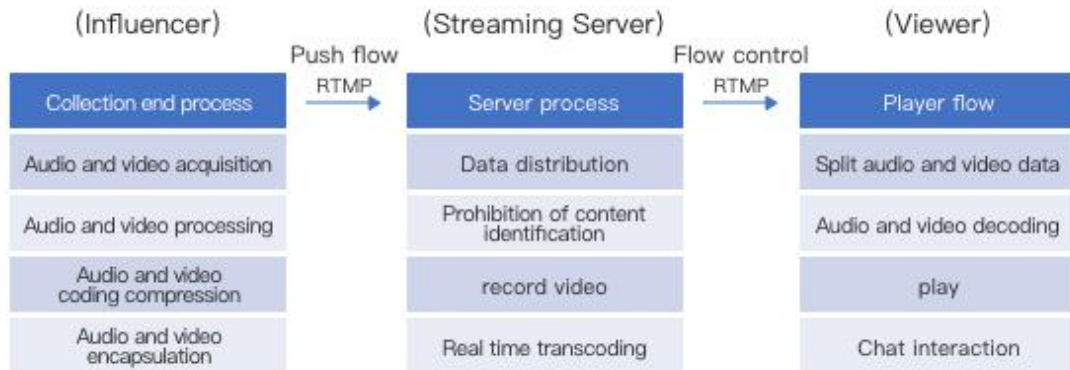 (Influencer)
(Streaming Server)
(Viewer)
Push flow
Flow control
RTMP
RTMP
Collection end process
Server process
Player flow
Audio and video acquisition
Data distribution
Split audio and video data
Audio and video processing
Prohibition of content
identification
Audio and video decoding
Audio and video
coding compression
record video
play
Audio and video
encapsulation
Real time transcoding
Chat interaction